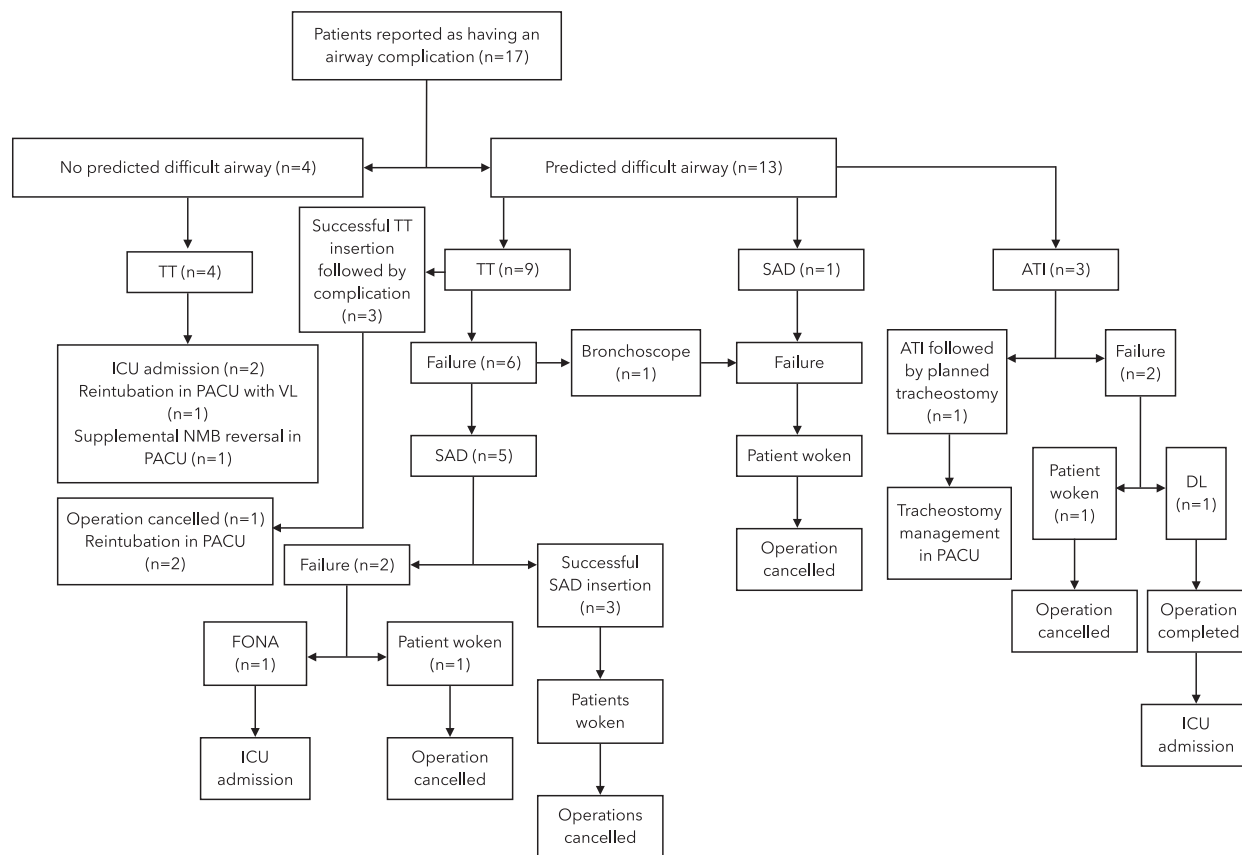 Patients reported as having an
airway complication (n=17)
No predicted difficult airway (n=4)
Predicted difficult airway (n=13)
TT (n=4)
Successful TT
insertion
followed by
complication
(n=3)
TT (n=9)
SAD (n=1)
ATI (n=3)
ICU admission (n=2)
Reintubation in PACU with VL
(n=1)
Supplemental NMB reversal in
PACU (n=1)
Failure (n=6)
Bronchoscope
(n=1)
Failure
ATI followed
by planned
tracheostomy
(n=1)
Failure
(n=2)
SAD (n=5)
Patient woken
Patient
woken
(n=1)
DL
(n=1)
Operation cancelled (n=1)
Reintubation in PACU
(n=2)
Tracheostomy
management
in PACU
Failure (n=2)
Successful
SAD insertion
(n=3)
Operation
cancelled
Operation
cancelled
Operation
completed
FONA
(n=1)
Patient woken
(n=1)
Patients
woken
ICU
admission
ICU
admission
Operation
cancelled
Operations
cancelled